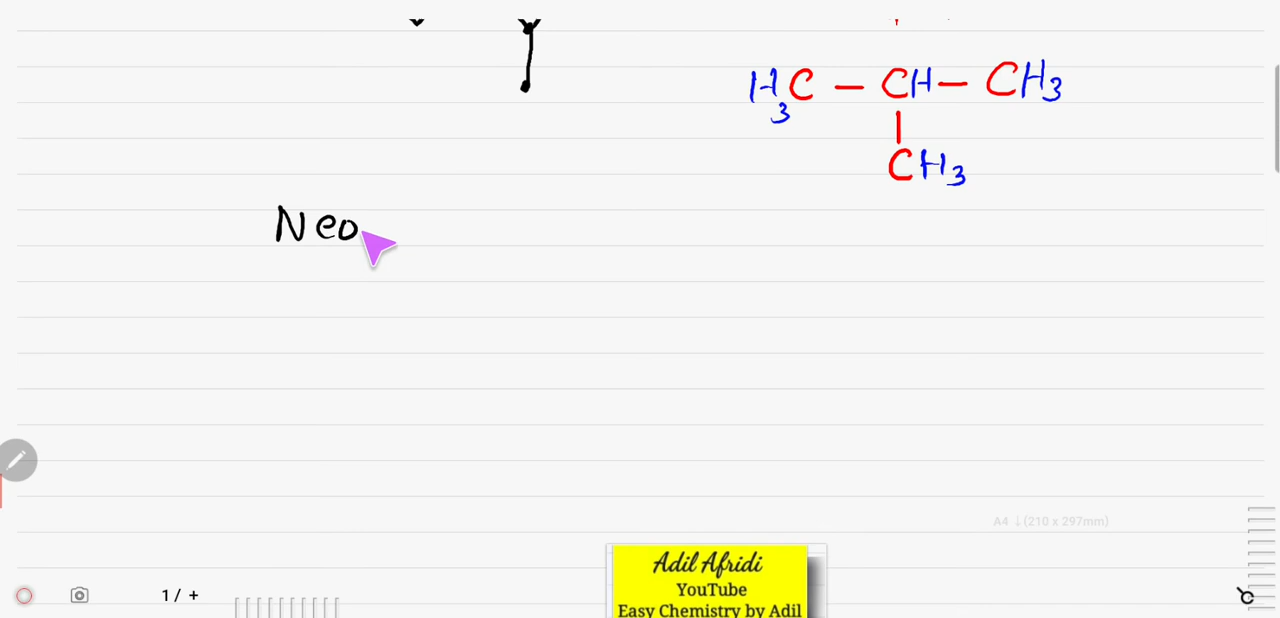 H3C - CH - CH3
|
CH3
Neo
A4 ↓ (210 x 297mm)
Adil Afridi
1 / +
YouTube
Easy Chemistry by Adil